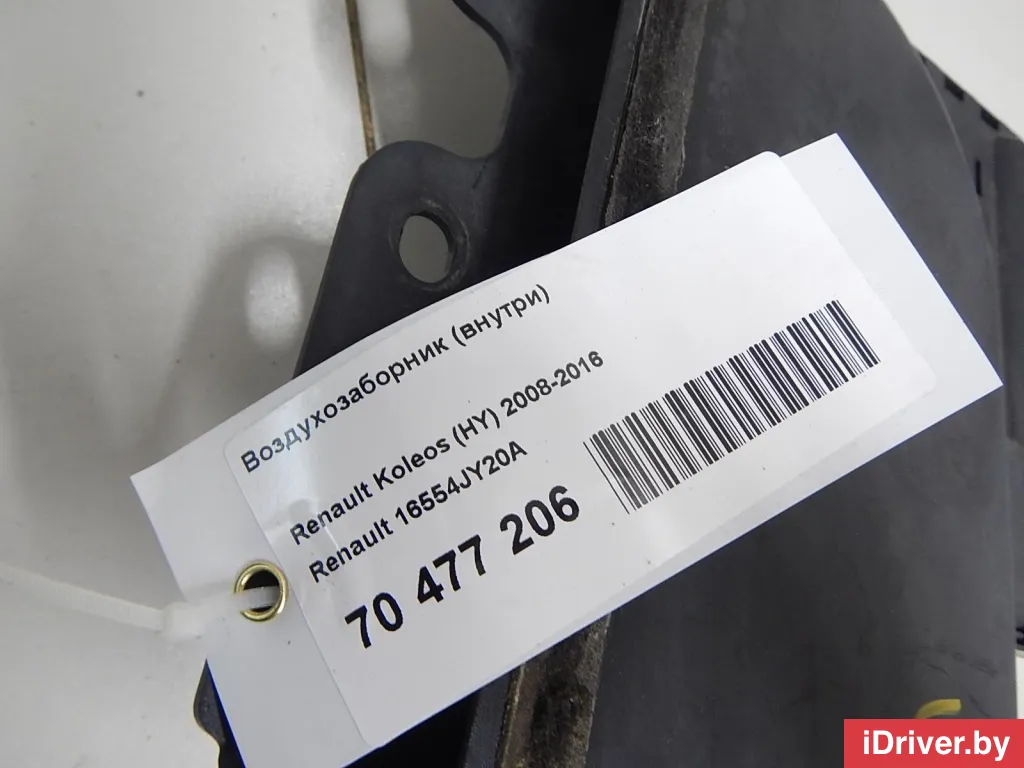 Воздухозаборник (внутри)
Renault Koleos (HY) 2008-2016
Renault 16554JY20A
70 477 206
iDriver.by